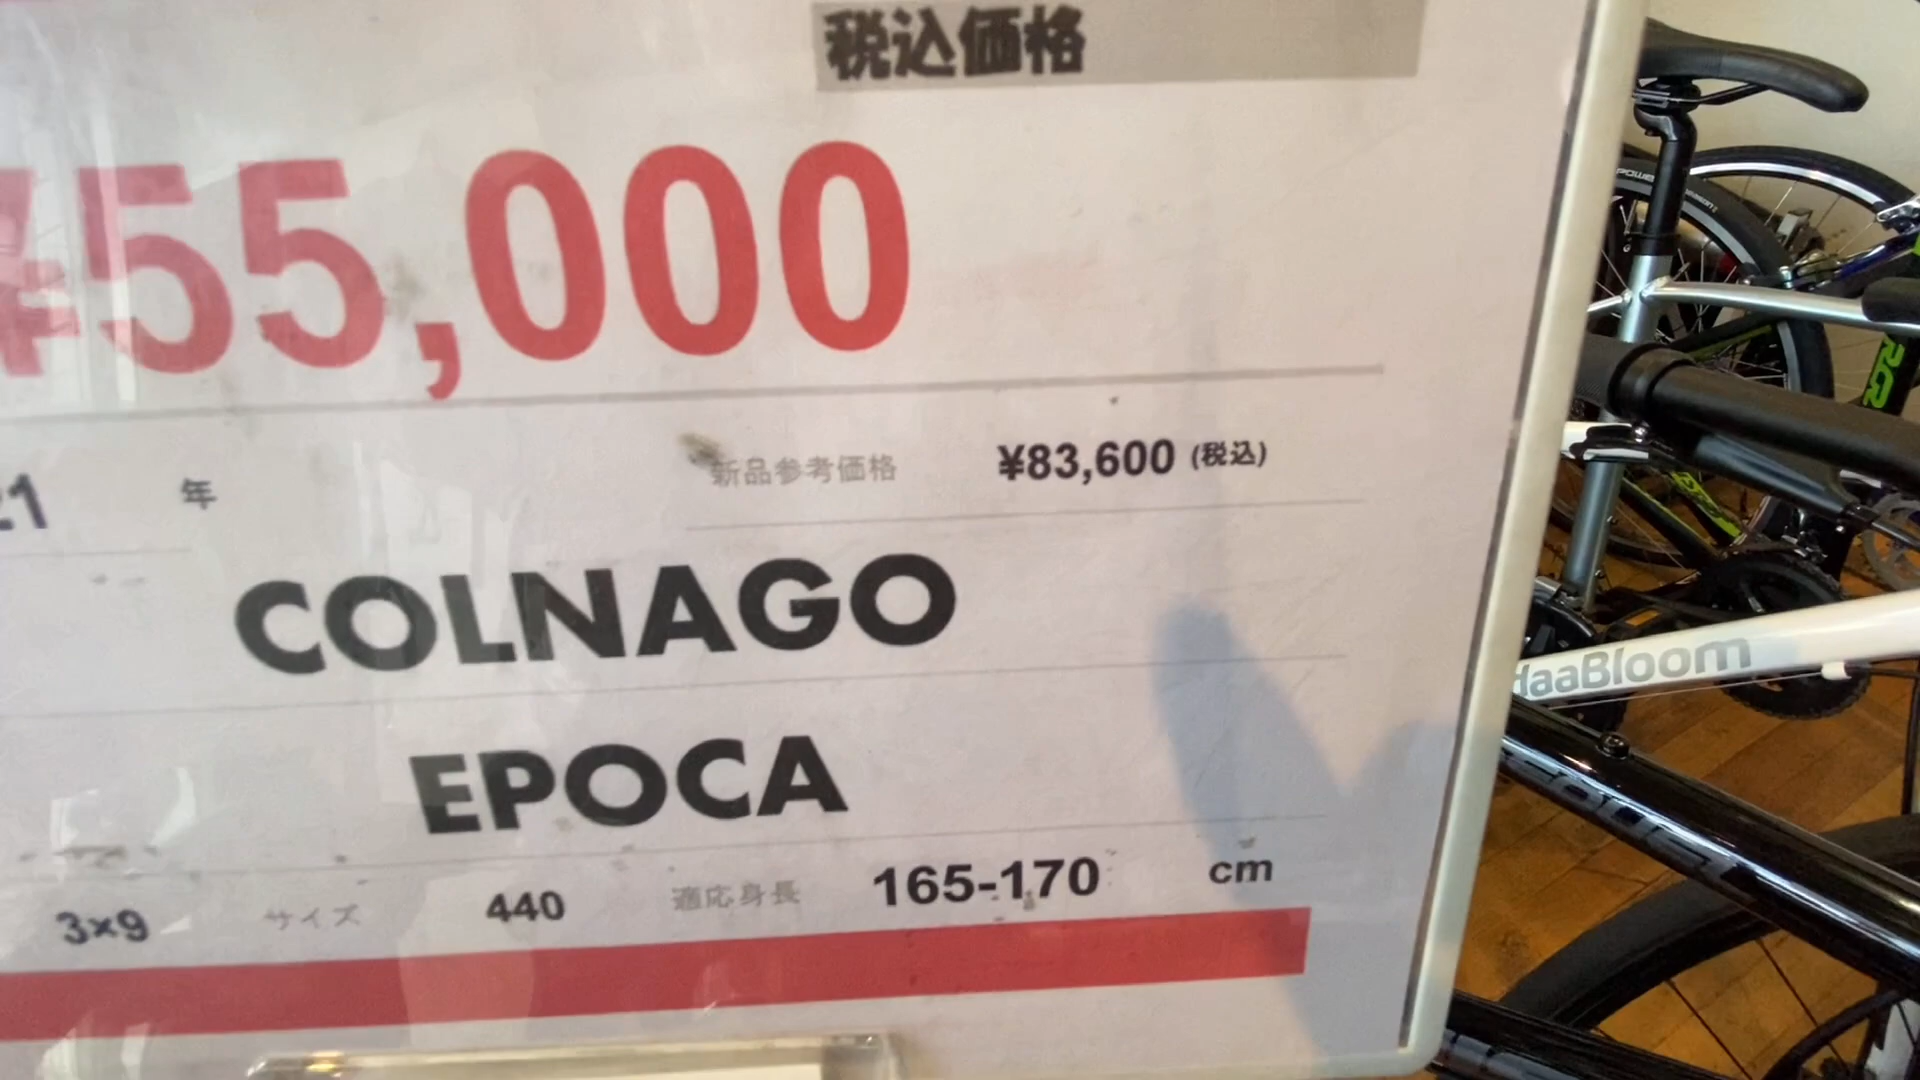 税込価格
¥55,000
21 年 新品参考価格 ¥83,600 (税込)
COLNAGO
EPOCA
3×9 サイズ 440 適応身長 165-170 cm
daaBloom